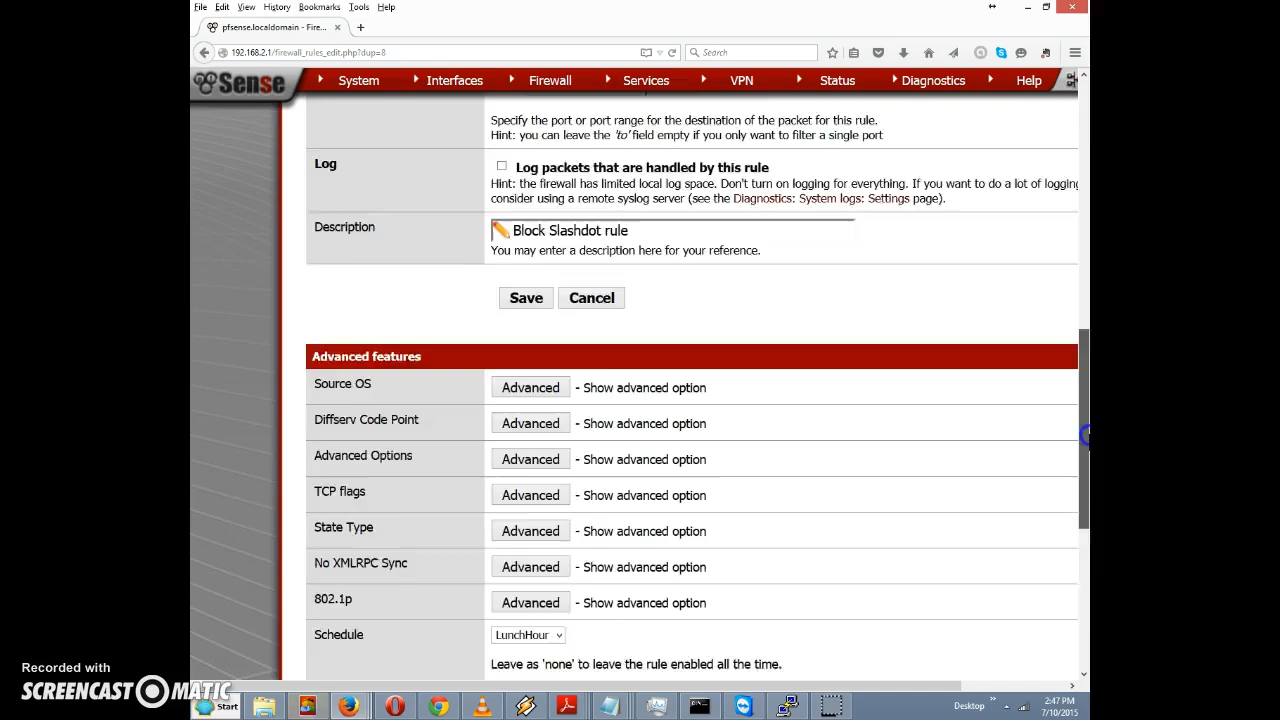 File Edit View History Bookmarks Tools Help
pfsense.localdomain - Fire...
192.168.2.1/firewall_rules_edit.php?dup=8
Search
Sense System Interfaces Firewall Services VPN Status Diagnostics Help
Specify the port or port range for the destination of the packet for this rule.
Hint: you can leave the 'to' field empty if you only want to filter a single port
Log
Log packets that are handled by this rule
Hint: the firewall has limited local log space. Don't turn on logging for everything. If you want to do a lot of logging
consider using a remote syslog server (see the Diagnostics: System logs: Settings page).
Description
Block Slashdot rule
You may enter a description here for your reference.
Save Cancel
Advanced features
Source OS Advanced - Show advanced option
Diffserv Code Point Advanced - Show advanced option
Advanced Options Advanced - Show advanced option
TCP flags Advanced - Show advanced option
State Type Advanced - Show advanced option
No XMLRPC Sync Advanced - Show advanced option
802.1p Advanced - Show advanced option
Schedule LunchHour
Leave as 'none' to leave the rule enabled all the time.
Recorded with
SCREENCAST MATIC
Start
Desktop
2:47 PM
7/10/2015